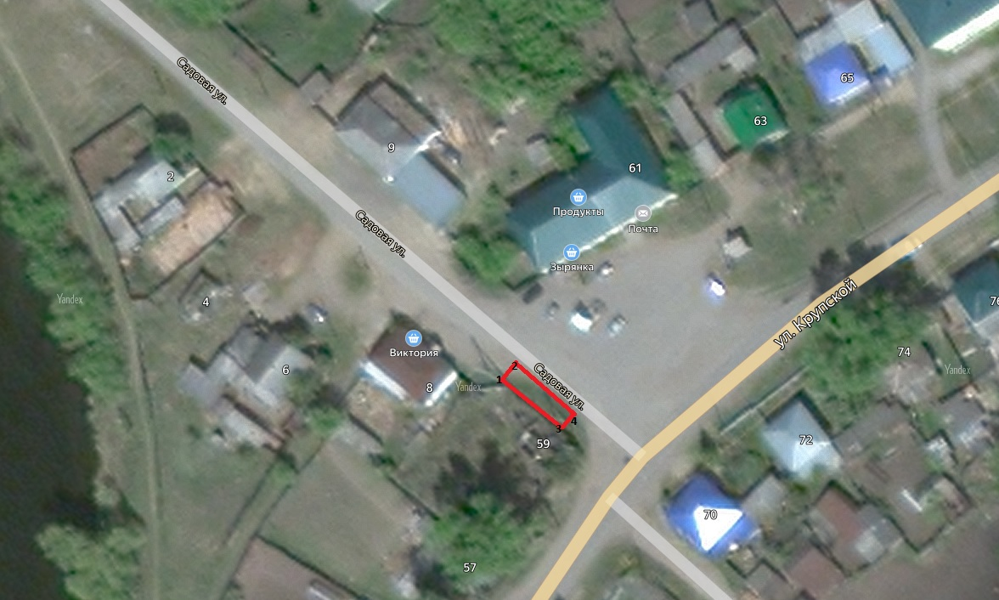 Садовая ул.
65
63
9
2
61
Продукты
Почта
Садовая ул.
Зырянка
Yandex
4
ул. Крупской
74
Виктория
6
2
Садовая ул.
Yandex
1
8
Yandex
4
3
59
72
70
57